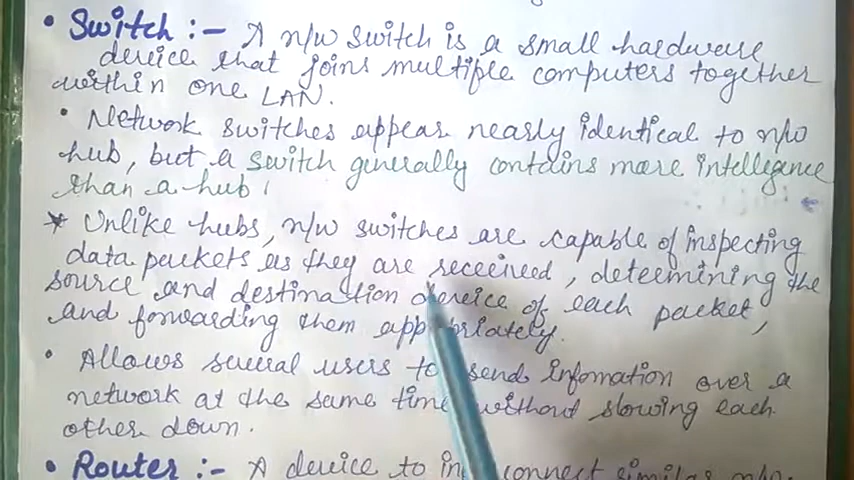 • Switch :- A n/w switch is a small hardware
device that joins multiple computers together
within one LAN.
• Network switches appear nearly identical to n/w
hub, but a switch generally contains more intelligence
than a hub.
* Unlike hubs, n/w switches are capable of inspecting
data packets as they are received, determining the
source and destination device of each packet,
and forwarding them appropriately.
• Allows several users to send infomation over a
network at the same time without slowing each
other down.
• Router :- A device to connect similar n/w